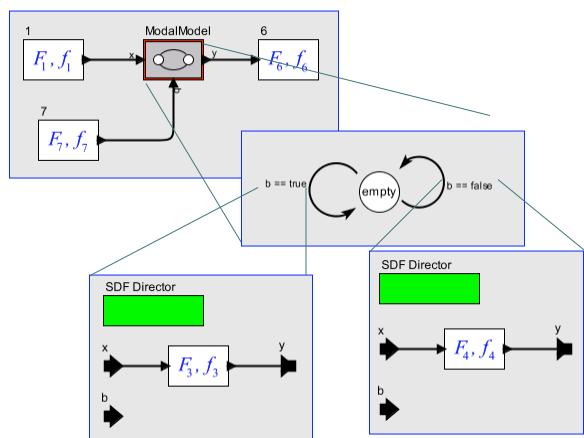 1
ModalModel
6
F1, f1
x
y
F6, f6
b
7
F7, f7
b == true
empty
b == false
SDF Director
x
y
F3, f3
b
SDF Director
x
y
F4, f4
b